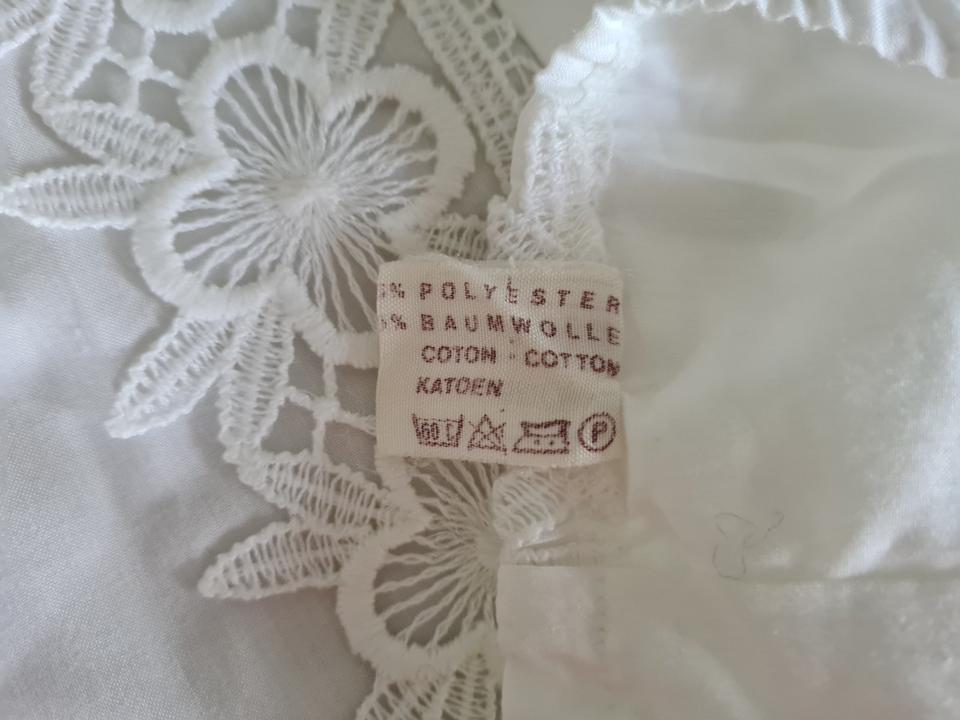 % POLYESTER
% BAUMWOLLE
COTON - COTTON
KATOEN
60 P